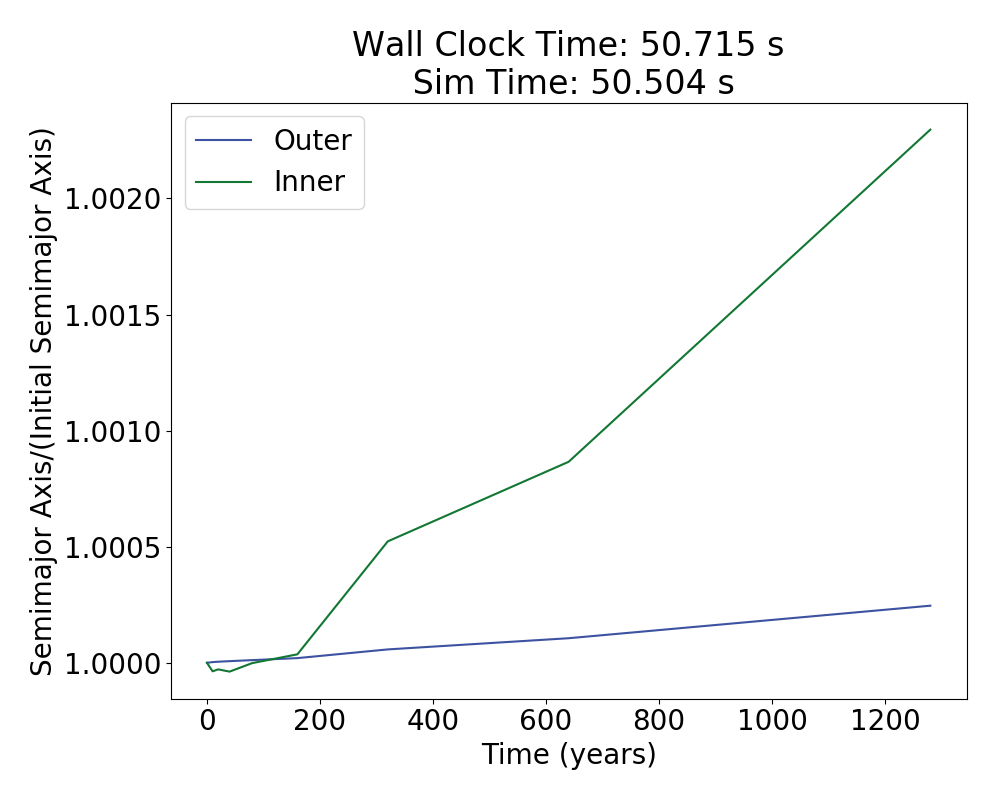 Wall Clock Time: 50.715 s
Sim Time: 50.504 s
Outer
Inner
Semimajor Axis/(Initial Semimajor Axis)
1.0020
1.0015
1.0010
1.0005
1.0000
0 200 400 600 800 1000 1200
Time (years)